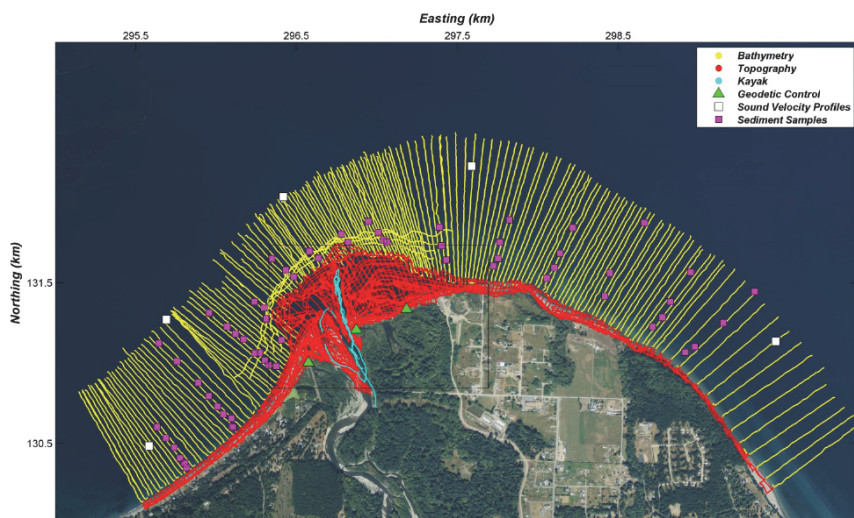 Easting (km)
295.5 296.5 297.5 298.5
Bathymetry
Topography
Kayak
Geodetic Control
Sound Velocity Profiles
Sediment Samples
Northing (km)
131.5
130.5